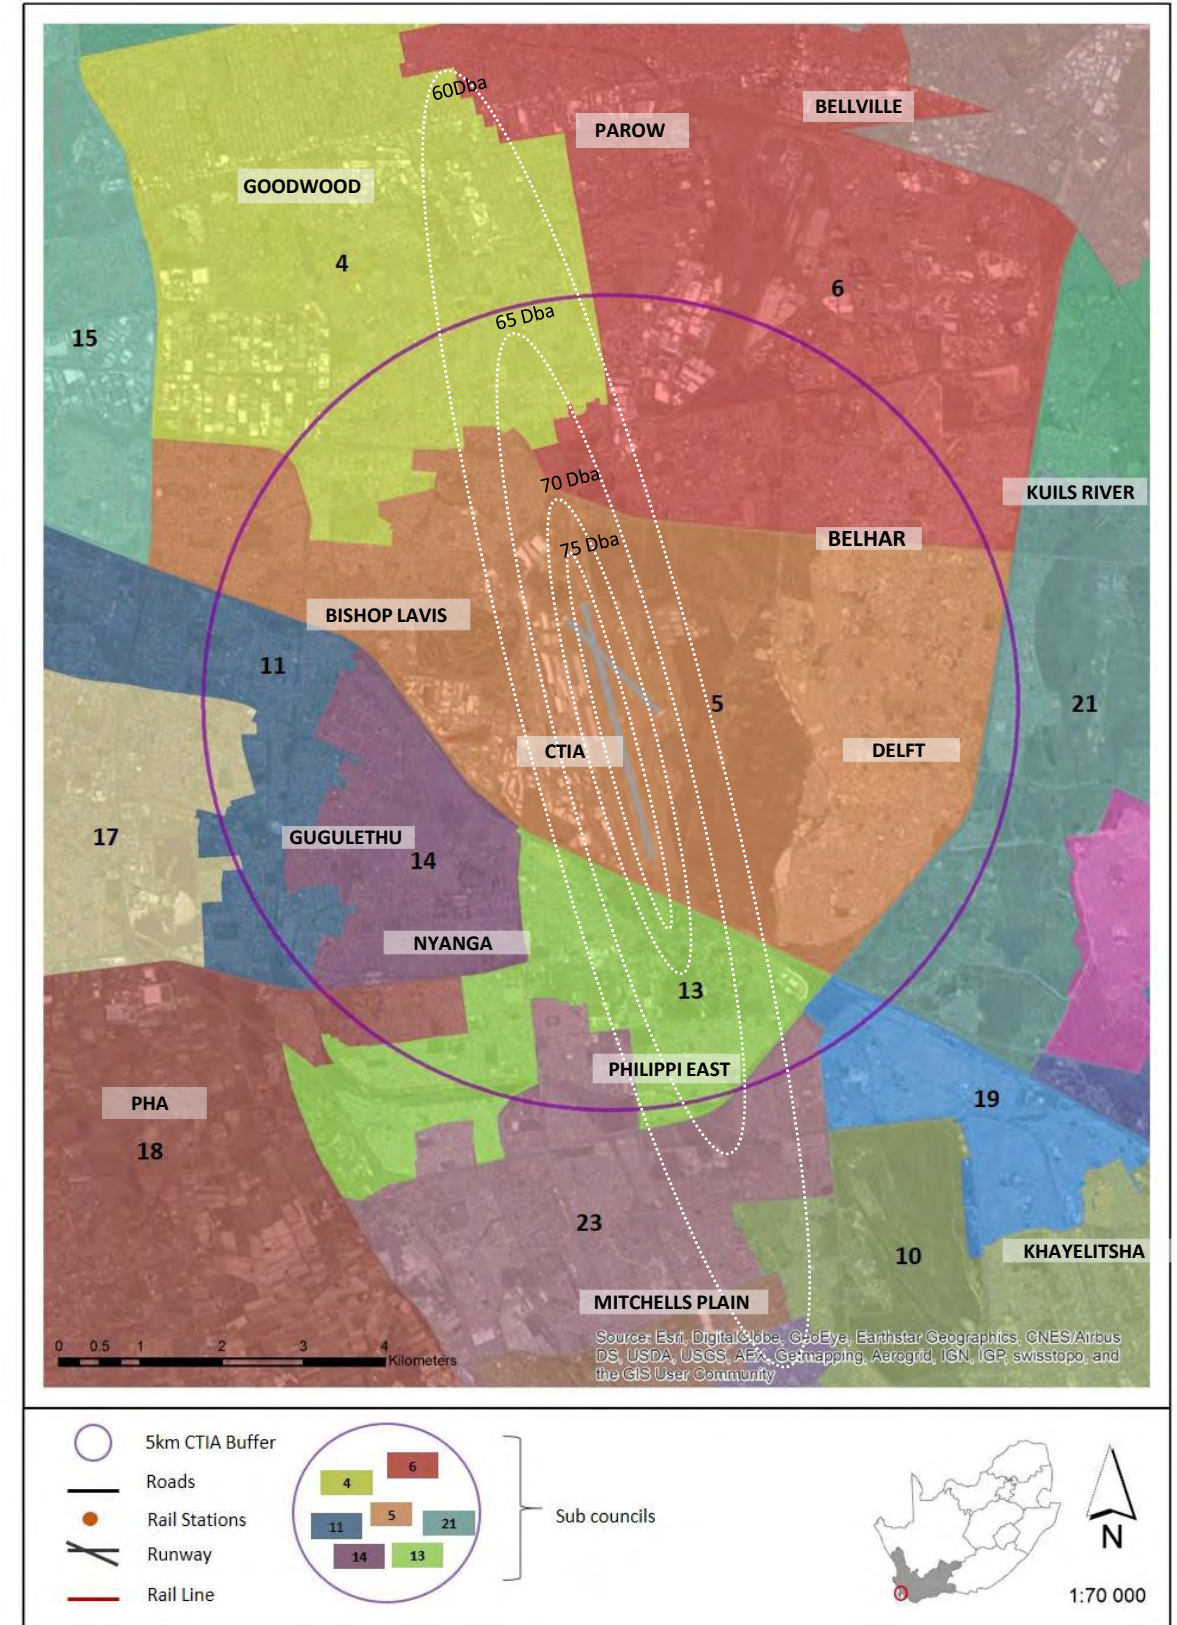 60Dba
BELLVILLE
PAROW
GOODWOOD
4
6
65 Dba
15
70 Dba
KUILS RIVER
75 Dba
BELHAR
BISHOP LAVIS
11
5
21
CTIA
DELFT
17
GUGULETHU
14
NYANGA
13
PHILIPPI EAST
PHA
19
18
23
10
KHAYELITSHA
MITCHELLS PLAIN
0 0.5 1 2 3 4
Kilometers
Source: Esri, DigitalGlobe, GeoEye, Earthstar Geographics, CNES/Airbus
DS, USDA, USGS, AEX, Getmapping, Aerogrid, IGN, IGP, swisstopo, and
the GIS User Community
5km CTIA Buffer
Roads
Rail Stations
Runway
Rail Line
6
4
5
11
21
14
13
Sub councils
N
1:70 000